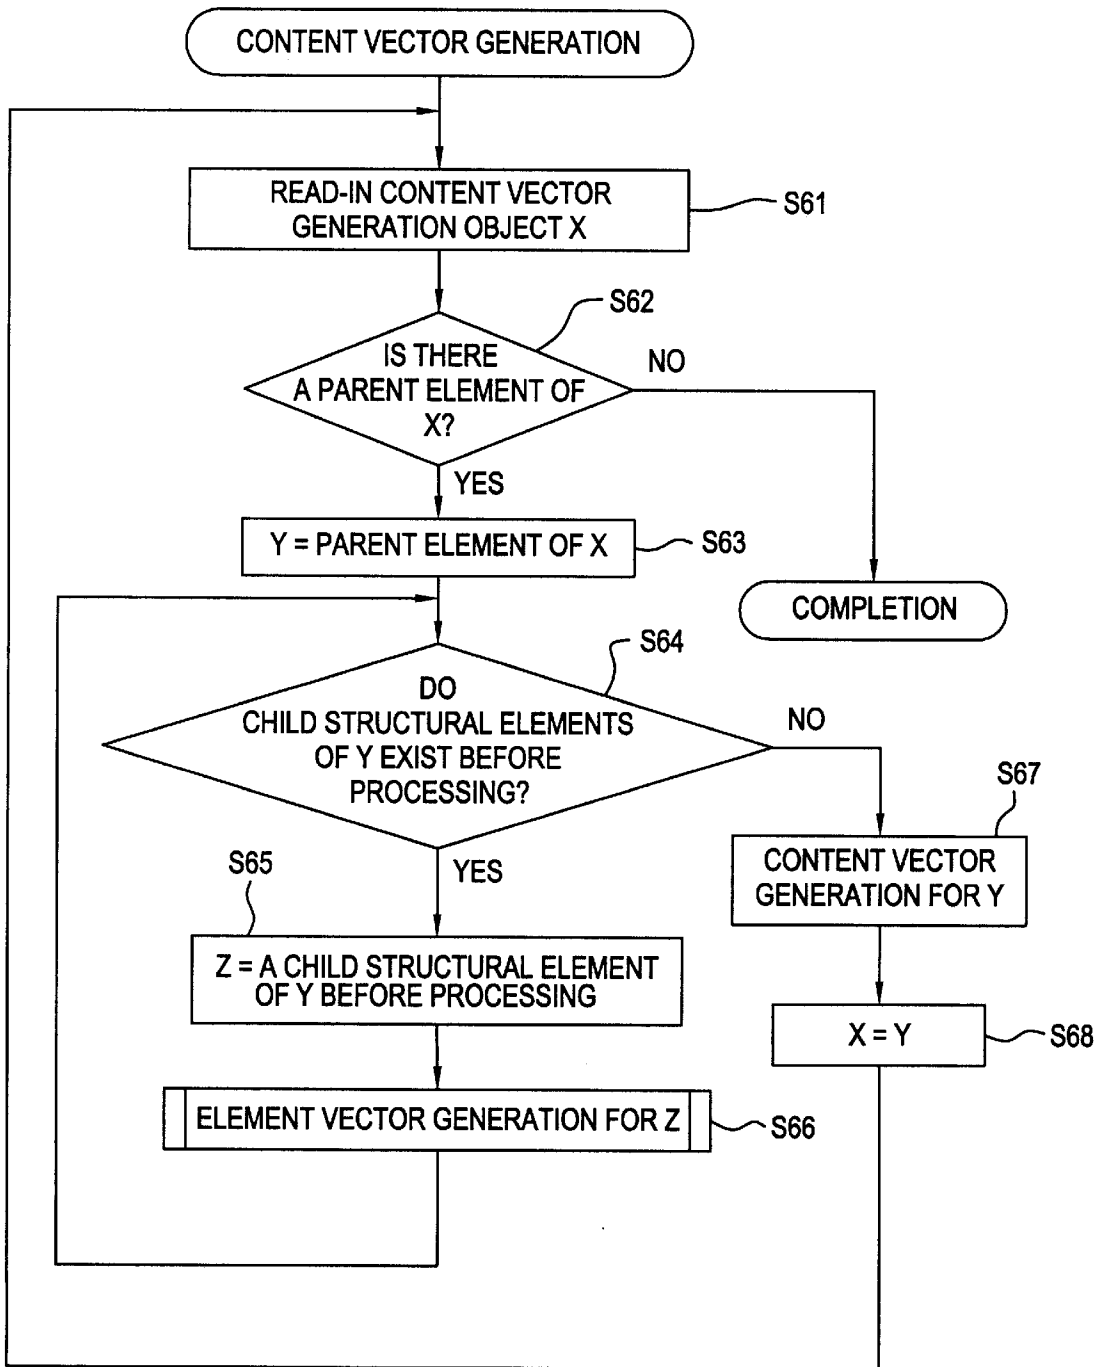 CONTENT VECTOR GENERATION
READ-IN CONTENT VECTOR
GENERATION OBJECT X
S61
S62
IS THERE
A PARENT ELEMENT OF
X?
NO
YES
Y = PARENT ELEMENT OF X
S63
COMPLETION
S64
DO
CHILD STRUCTURAL ELEMENTS
OF Y EXIST BEFORE
PROCESSING?
NO
YES
S67
CONTENT VECTOR
GENERATION FOR Y
S65
Z = A CHILD STRUCTURAL ELEMENT
OF Y BEFORE PROCESSING
X = Y
S68
ELEMENT VECTOR GENERATION FOR Z
S66